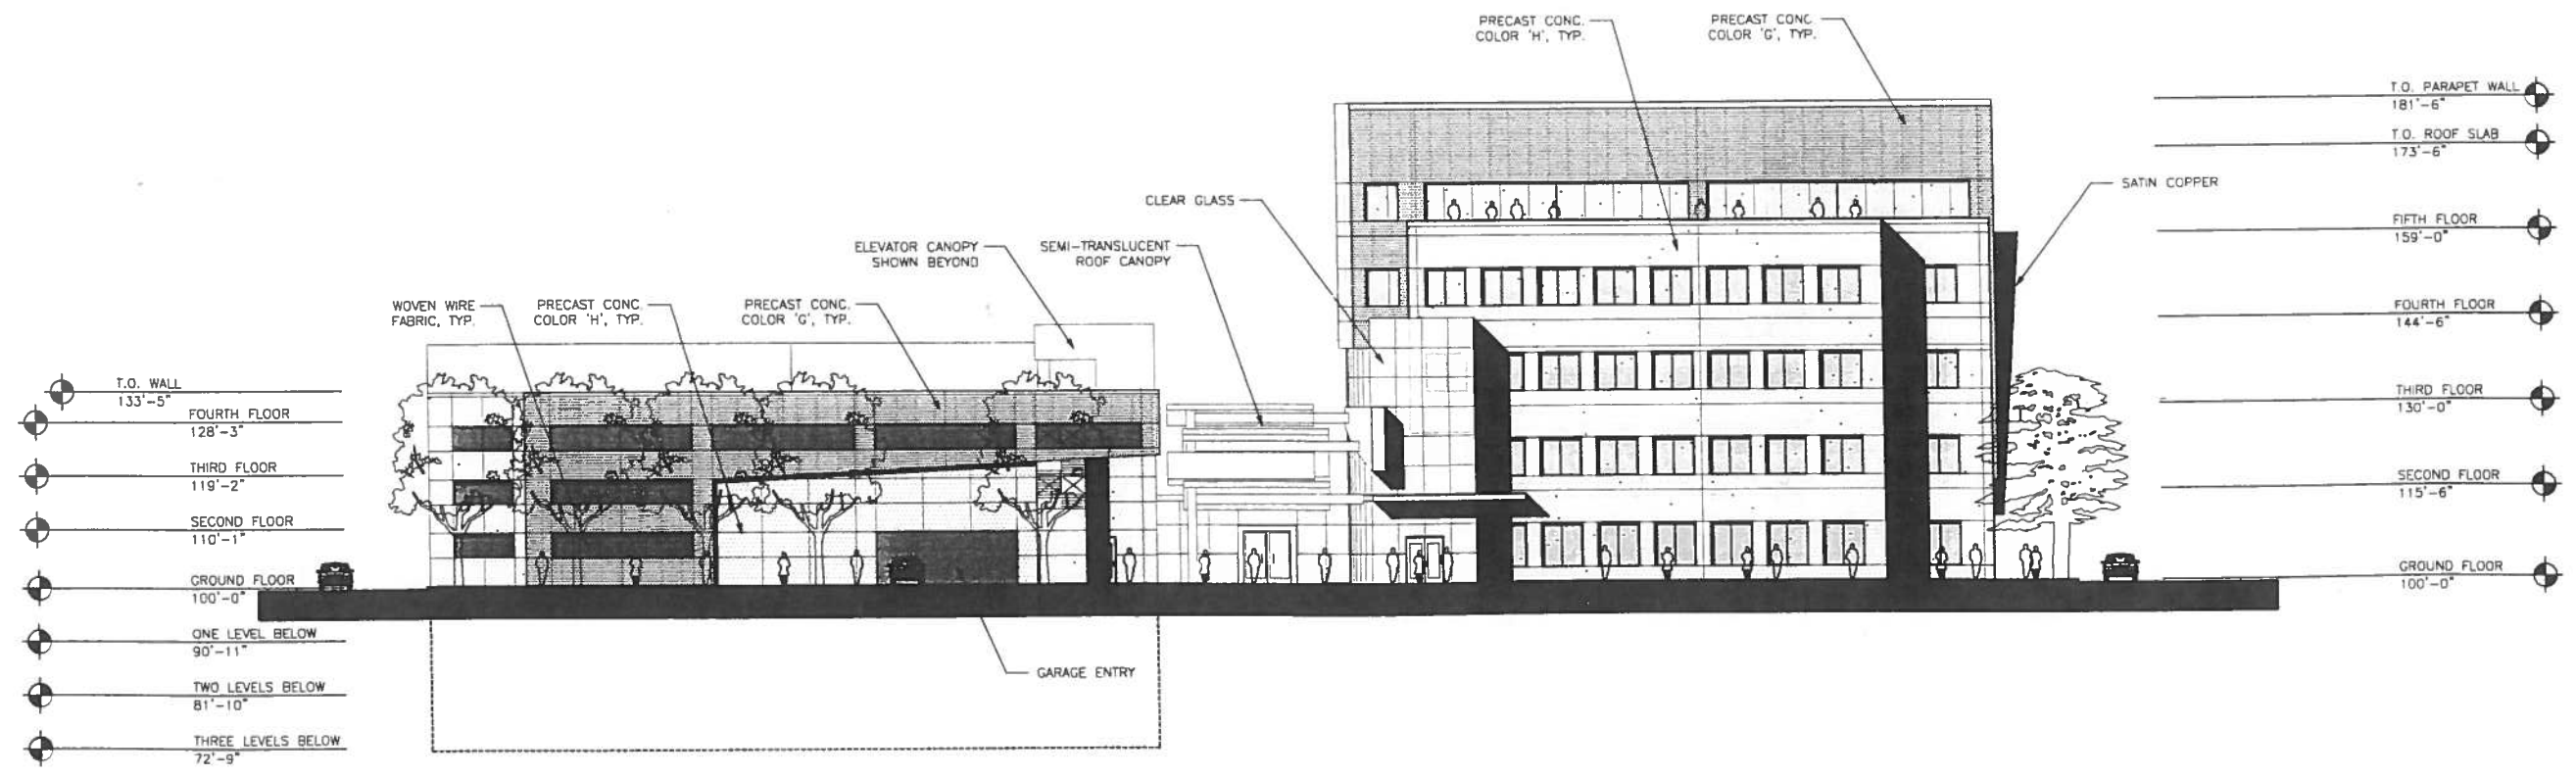 PRECAST CONC.
COLOR 'H', TYP.
PRECAST CONC.
COLOR 'G', TYP.
T.O. PARAPET WALL
181'-6"
T.O. ROOF SLAB
173'-6"
SATIN COPPER
CLEAR GLASS
FIFTH FLOOR
159'-0"
ELEVATOR CANOPY
SHOWN BEYOND
SEMI-TRANSLUCENT
ROOF CANOPY
WOVEN WIRE
FABRIC, TYP.
PRECAST CONC.
COLOR 'H', TYP.
PRECAST CONC.
COLOR 'G', TYP.
FOURTH FLOOR
144'-6"
T.O. WALL
133'-5"
THIRD FLOOR
130'-0"
FOURTH FLOOR
128'-3"
THIRD FLOOR
119'-2"
SECOND FLOOR
115'-6"
SECOND FLOOR
110'-1"
GROUND FLOOR
100'-0"
GROUND FLOOR
100'-0"
ONE LEVEL BELOW
90'-11"
GARAGE ENTRY
TWO LEVELS BELOW
81'-10"
THREE LEVELS BELOW
72'-9"